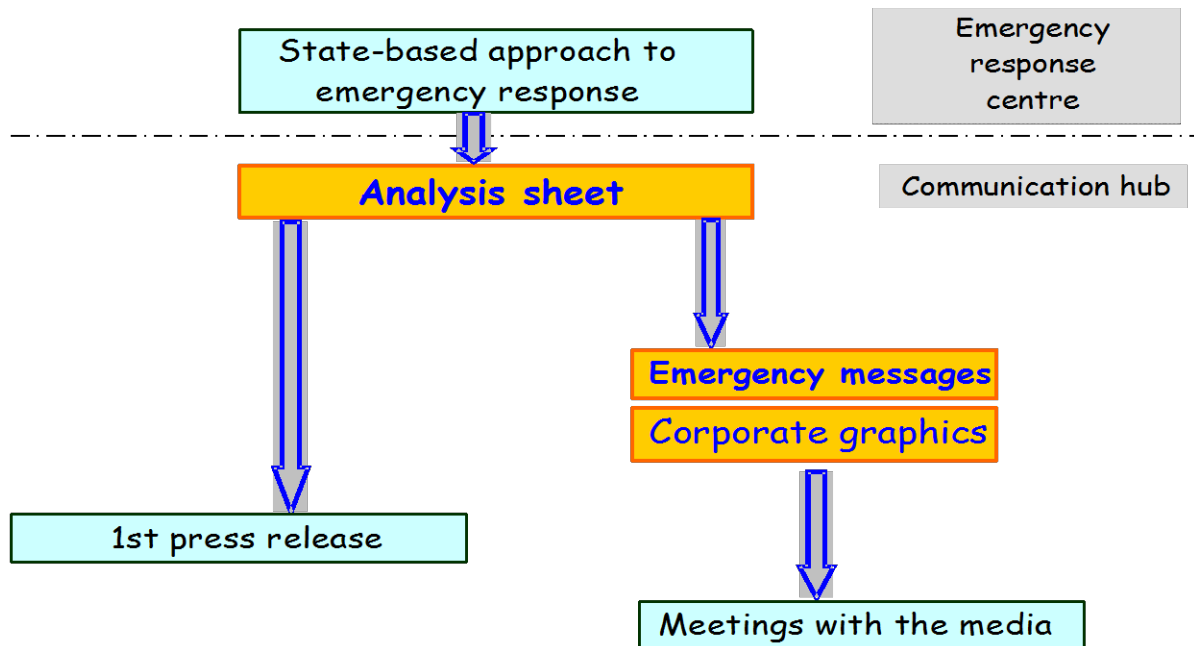 State-based approach to
emergency response
Emergency
response
centre
Analysis sheet
Communication hub
Emergency messages
Corporate graphics
1st press release
Meetings with the media